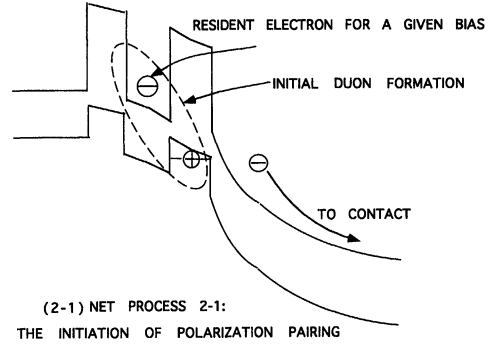 RESIDENT ELECTRON FOR A GIVEN BIAS
INITIAL DUON FORMATION
TO CONTACT
(2-1) NET PROCESS 2-1:
THE INITIATION OF POLARIZATION PAIRING